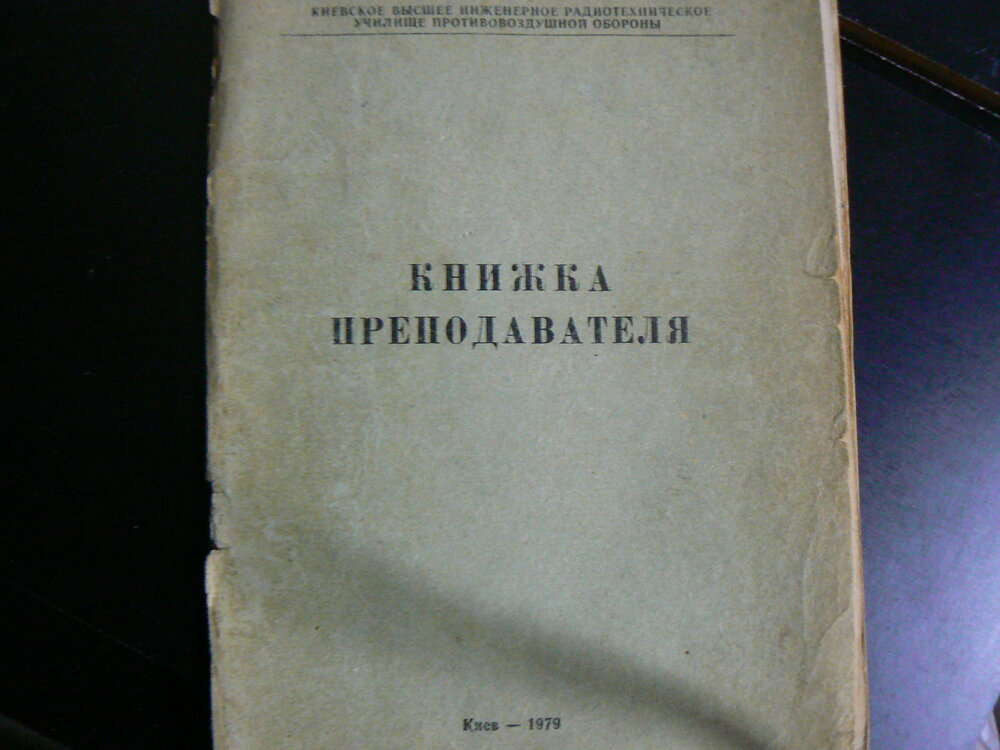 КИЕВСКОЕ ВЫСШЕЕ ИНЖЕНЕРНОЕ РАДИОТЕХНИЧЕСКОЕ
УЧИЛИЩЕ ПРОТИВОВОЗДУШНОЙ ОБОРОНЫ
КНИЖКА
ПРЕПОДАВАТЕЛЯ
Киев — 1979